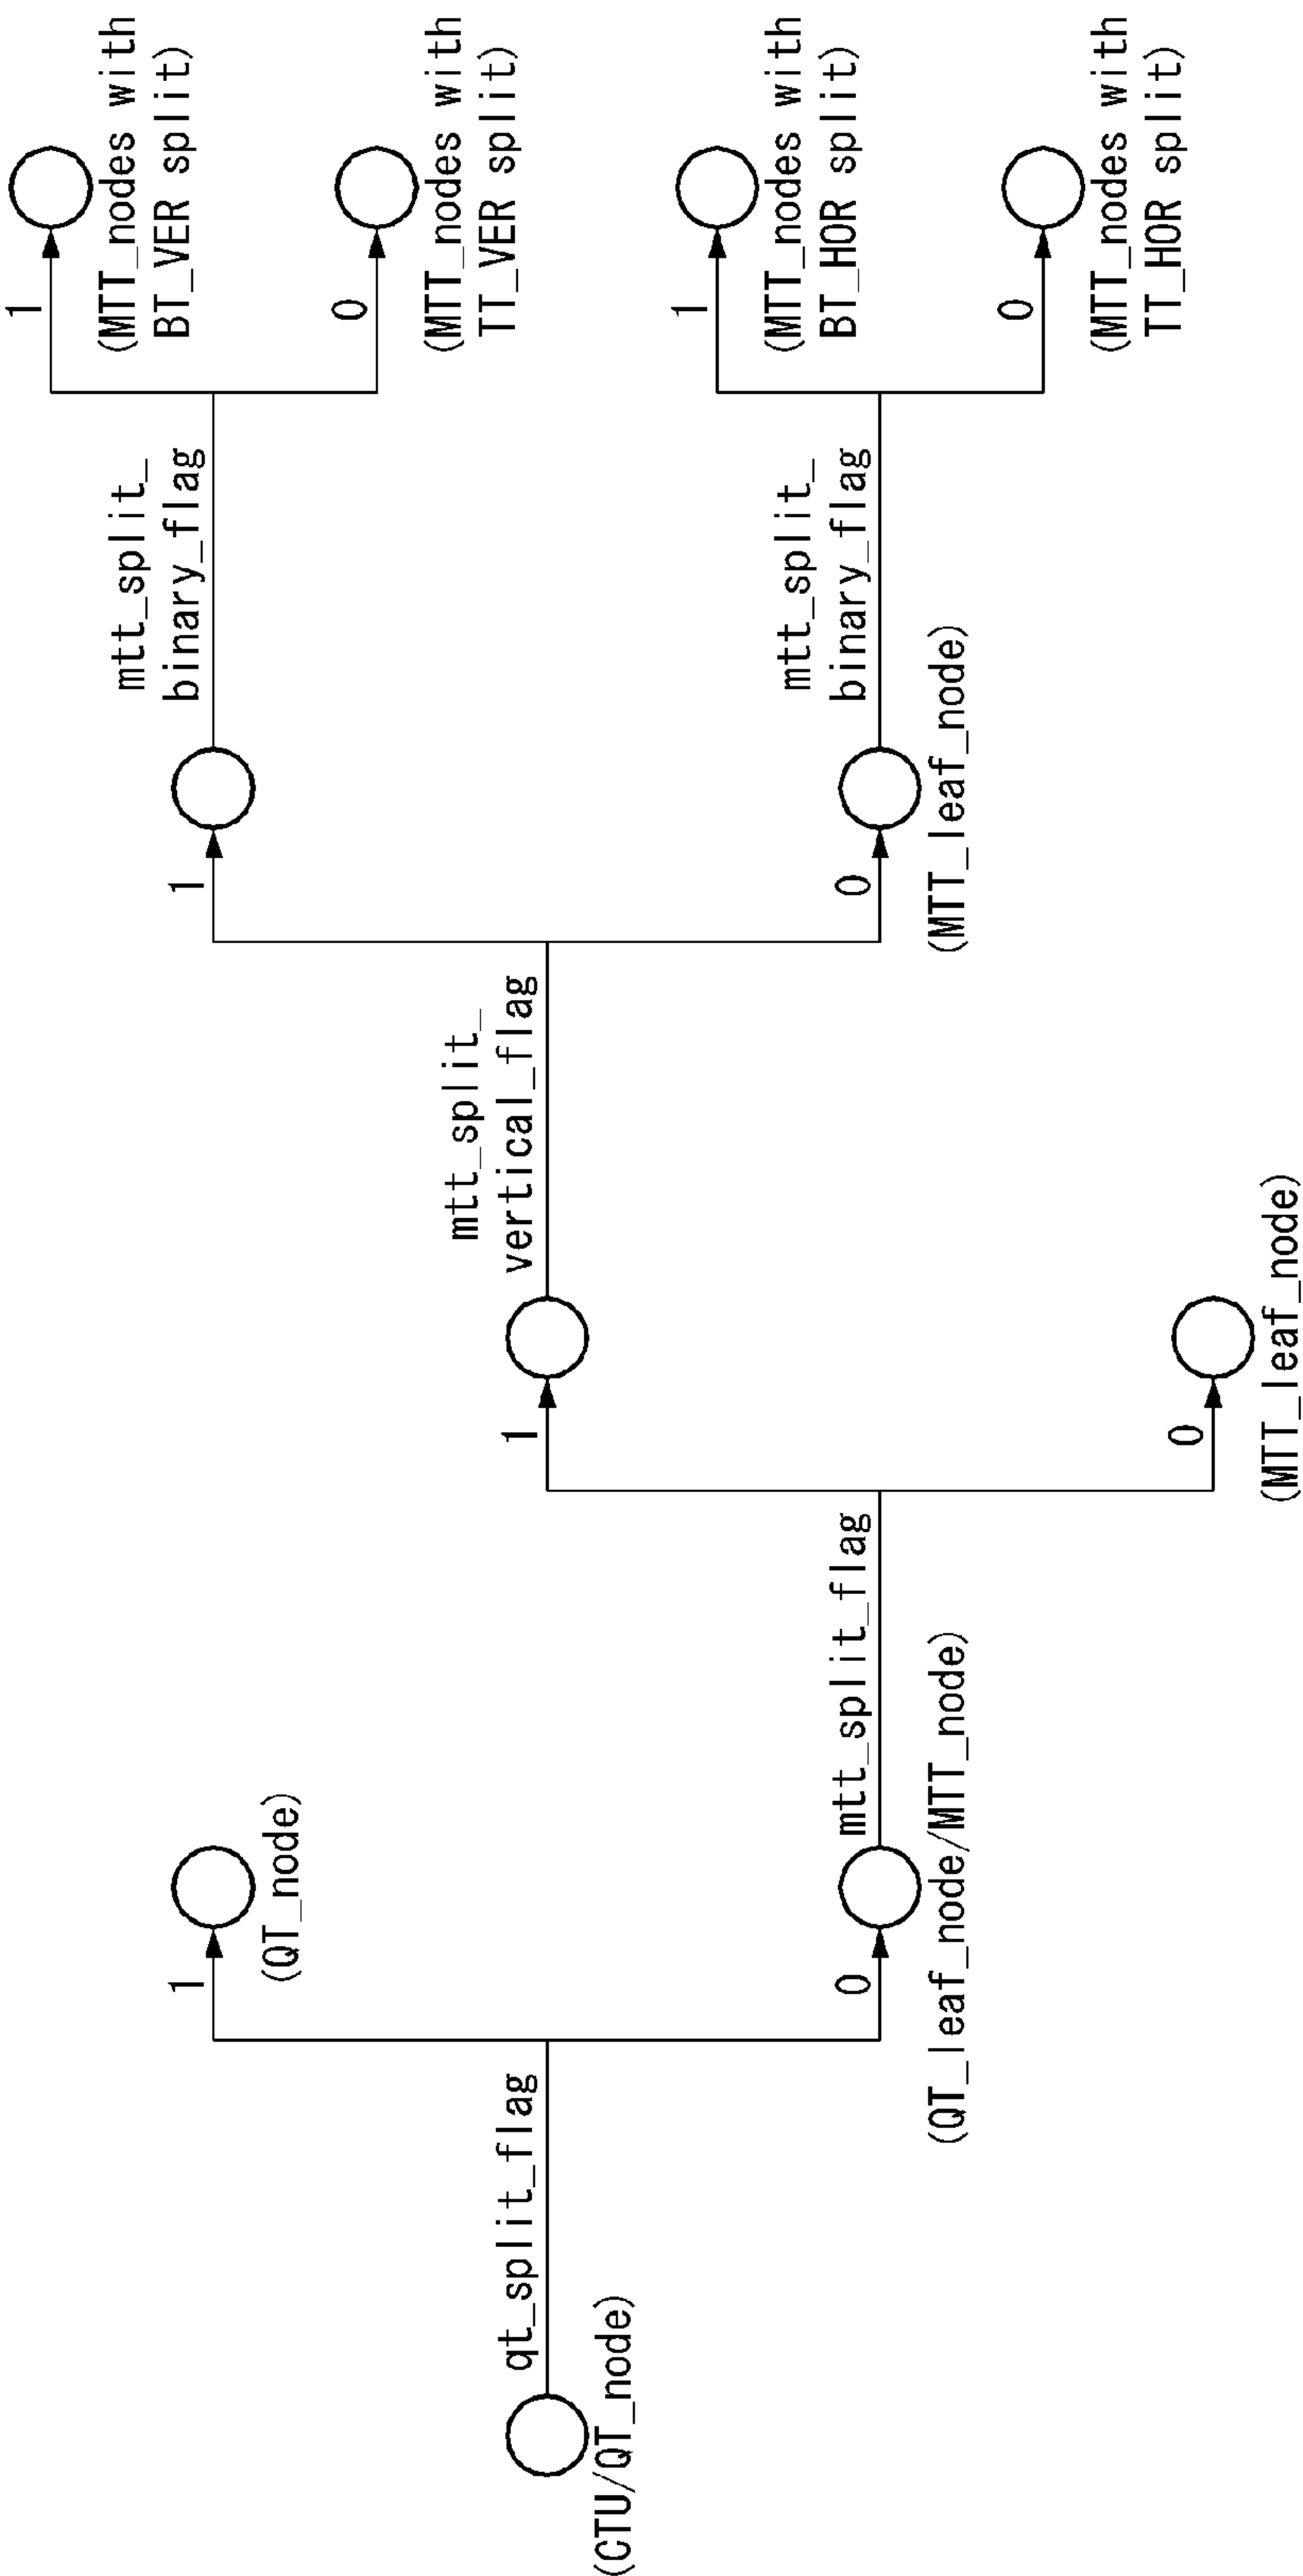 (CTU/QT_node)
qt_split_flag
1
(QT_node)
0
(QT_leaf_node/MTT_node)
mtt_split_flag
1
0
(MTT_leaf_node)
mtt_split_
vertical_flag
1
0
(MTT_leaf_node)
mtt_split_
binary_flag
1
(MTT_nodes with
BT_VER split)
0
(MTT_nodes with
TT_VER split)
mtt_split_
binary_flag
1
(MTT_nodes with
BT_HOR split)
0
(MTT_nodes with
TT_HOR split)